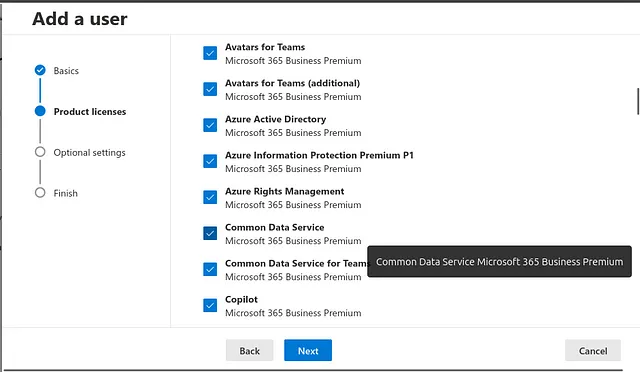 Add a user
Basics
Product licenses
Optional settings
Finish
Avatars for Teams
Microsoft 365 Business Premium
Avatars for Teams (additional)
Microsoft 365 Business Premium
Azure Active Directory
Microsoft 365 Business Premium
Azure Information Protection Premium P1
Microsoft 365 Business Premium
Azure Rights Management
Microsoft 365 Business Premium
Common Data Service
Microsoft 365 Business Premium
Common Data Service for Teams
Microsoft 365 Business Premium
Common Data Service Microsoft 365 Business Premium
Copilot
Microsoft 365 Business Premium
Back
Next
Cancel